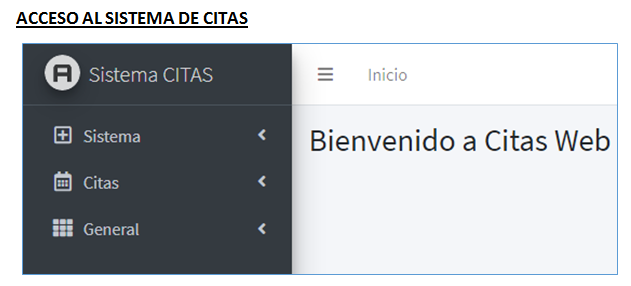 ACCESO AL SISTEMA DE CITAS
Sistema CITAS
Inicio
Bienvenido a Citas Web
Sistema
Citas
General